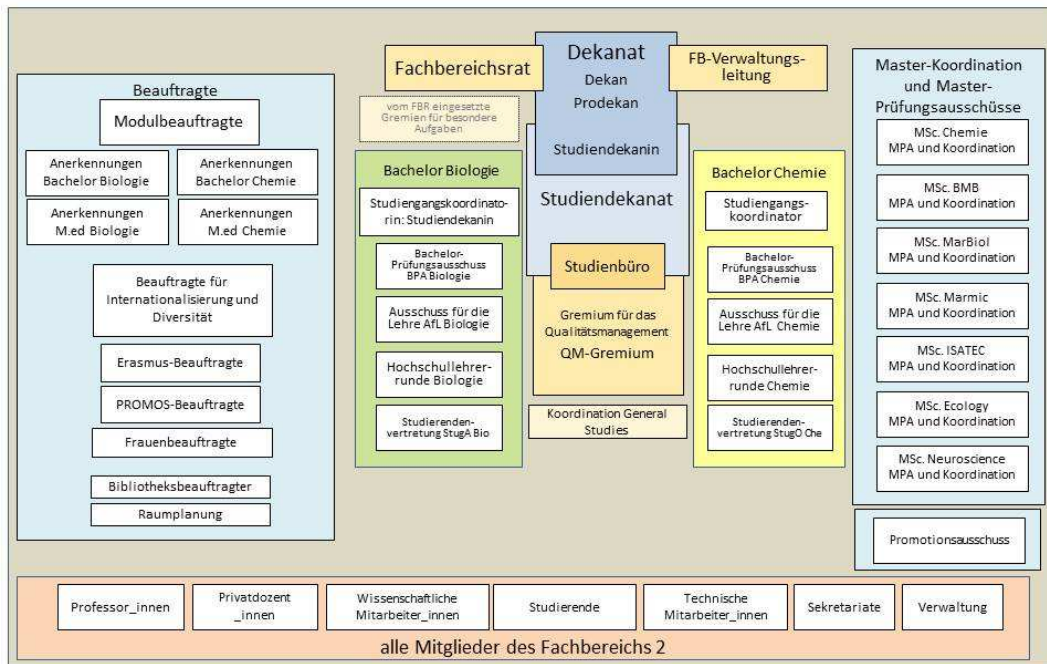 Beauftragte
Modulbeauftragte
Anerkennungen
Bachelor Biologie
Anerkennungen
Bachelor Chemie
Anerkennungen
M.ed Biologie
Anerkennungen
M.ed Chemie
Beauftragte für
Internationalisierung und
Diversität
Erasmus-Beauftragte
PROMOS-Beauftragte
Frauenbeauftragte
Bibliotheksbeauftragter
Raumplanung
Fachbereichsrat
vom FBR eingesetzte
Gremien für besondere
Aufgaben
Dekanat
Dekan
Prodekan
Studiendekanin
FB-Verwaltungs-
leitung
Bachelor Biologie
Studiengangskoordinato-
rin: Studiendekanin
Bachelor-
Prüfungsausschuss
BPA Biologie
Ausschuss für die
Lehre AfL Biologie
Hochschullehrer-
runde Biologie
Studierenden-
vertretung StugA Bio
Studiendekanat
Studienbüro
Gremium für das
Qualitätsmanagement
QM-Gremium
Koordination General
Studies
Bachelor Chemie
Studiengangs-
koordinator
Bachelor-
Prüfungsausschuss
BPA Chemie
Ausschuss für die
Lehre AfL Chemie
Hochschullehrer-
runde Chemie
Studierenden-
vertretung StugO Che
Master-Koordination
und Master-
Prüfungsausschüsse
MSc. Chemie
MPA und Koordination
MSc. BMB
MPA und Koordination
MSc. MarBiol
MPA und Koordination
MSc. Marmic
MPA und Koordination
MSc. ISATEC
MPA und Koordination
MSc. Ecology
MPA und Koordination
MSc. Neuroscience
MPA und Koordination
Promotionsausschuss
Professor_innen
Privatdozent
_innen
Wissenschaftliche
Mitarbeiter_innen
Studierende
Technische
Mitarbeiter_innen
Sekretariate
Verwaltung
alle Mitglieder des Fachbereichs 2